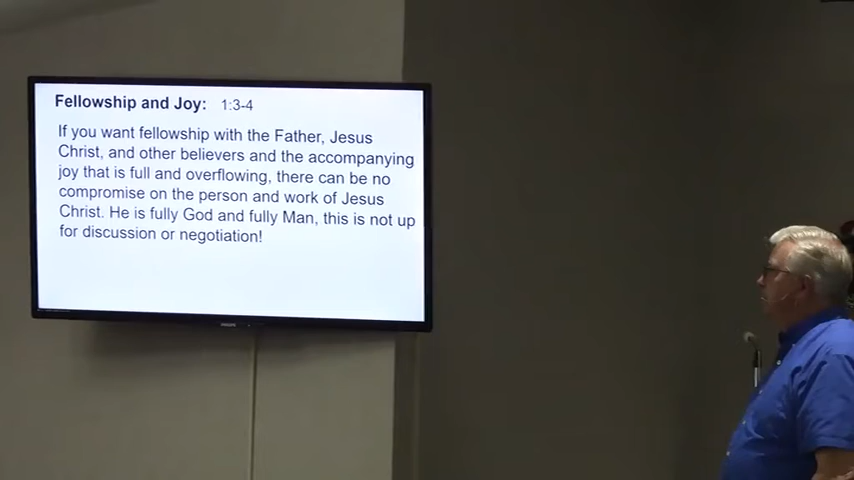 Fellowship and Joy: 1:3-4
If you want fellowship with the Father, Jesus
Christ, and other believers and the accompanying
joy that is full and overflowing, there can be no
compromise on the person and work of Jesus
Christ. He is fully God and fully Man, this is not up
for discussion or negotiation!
PHILIPS